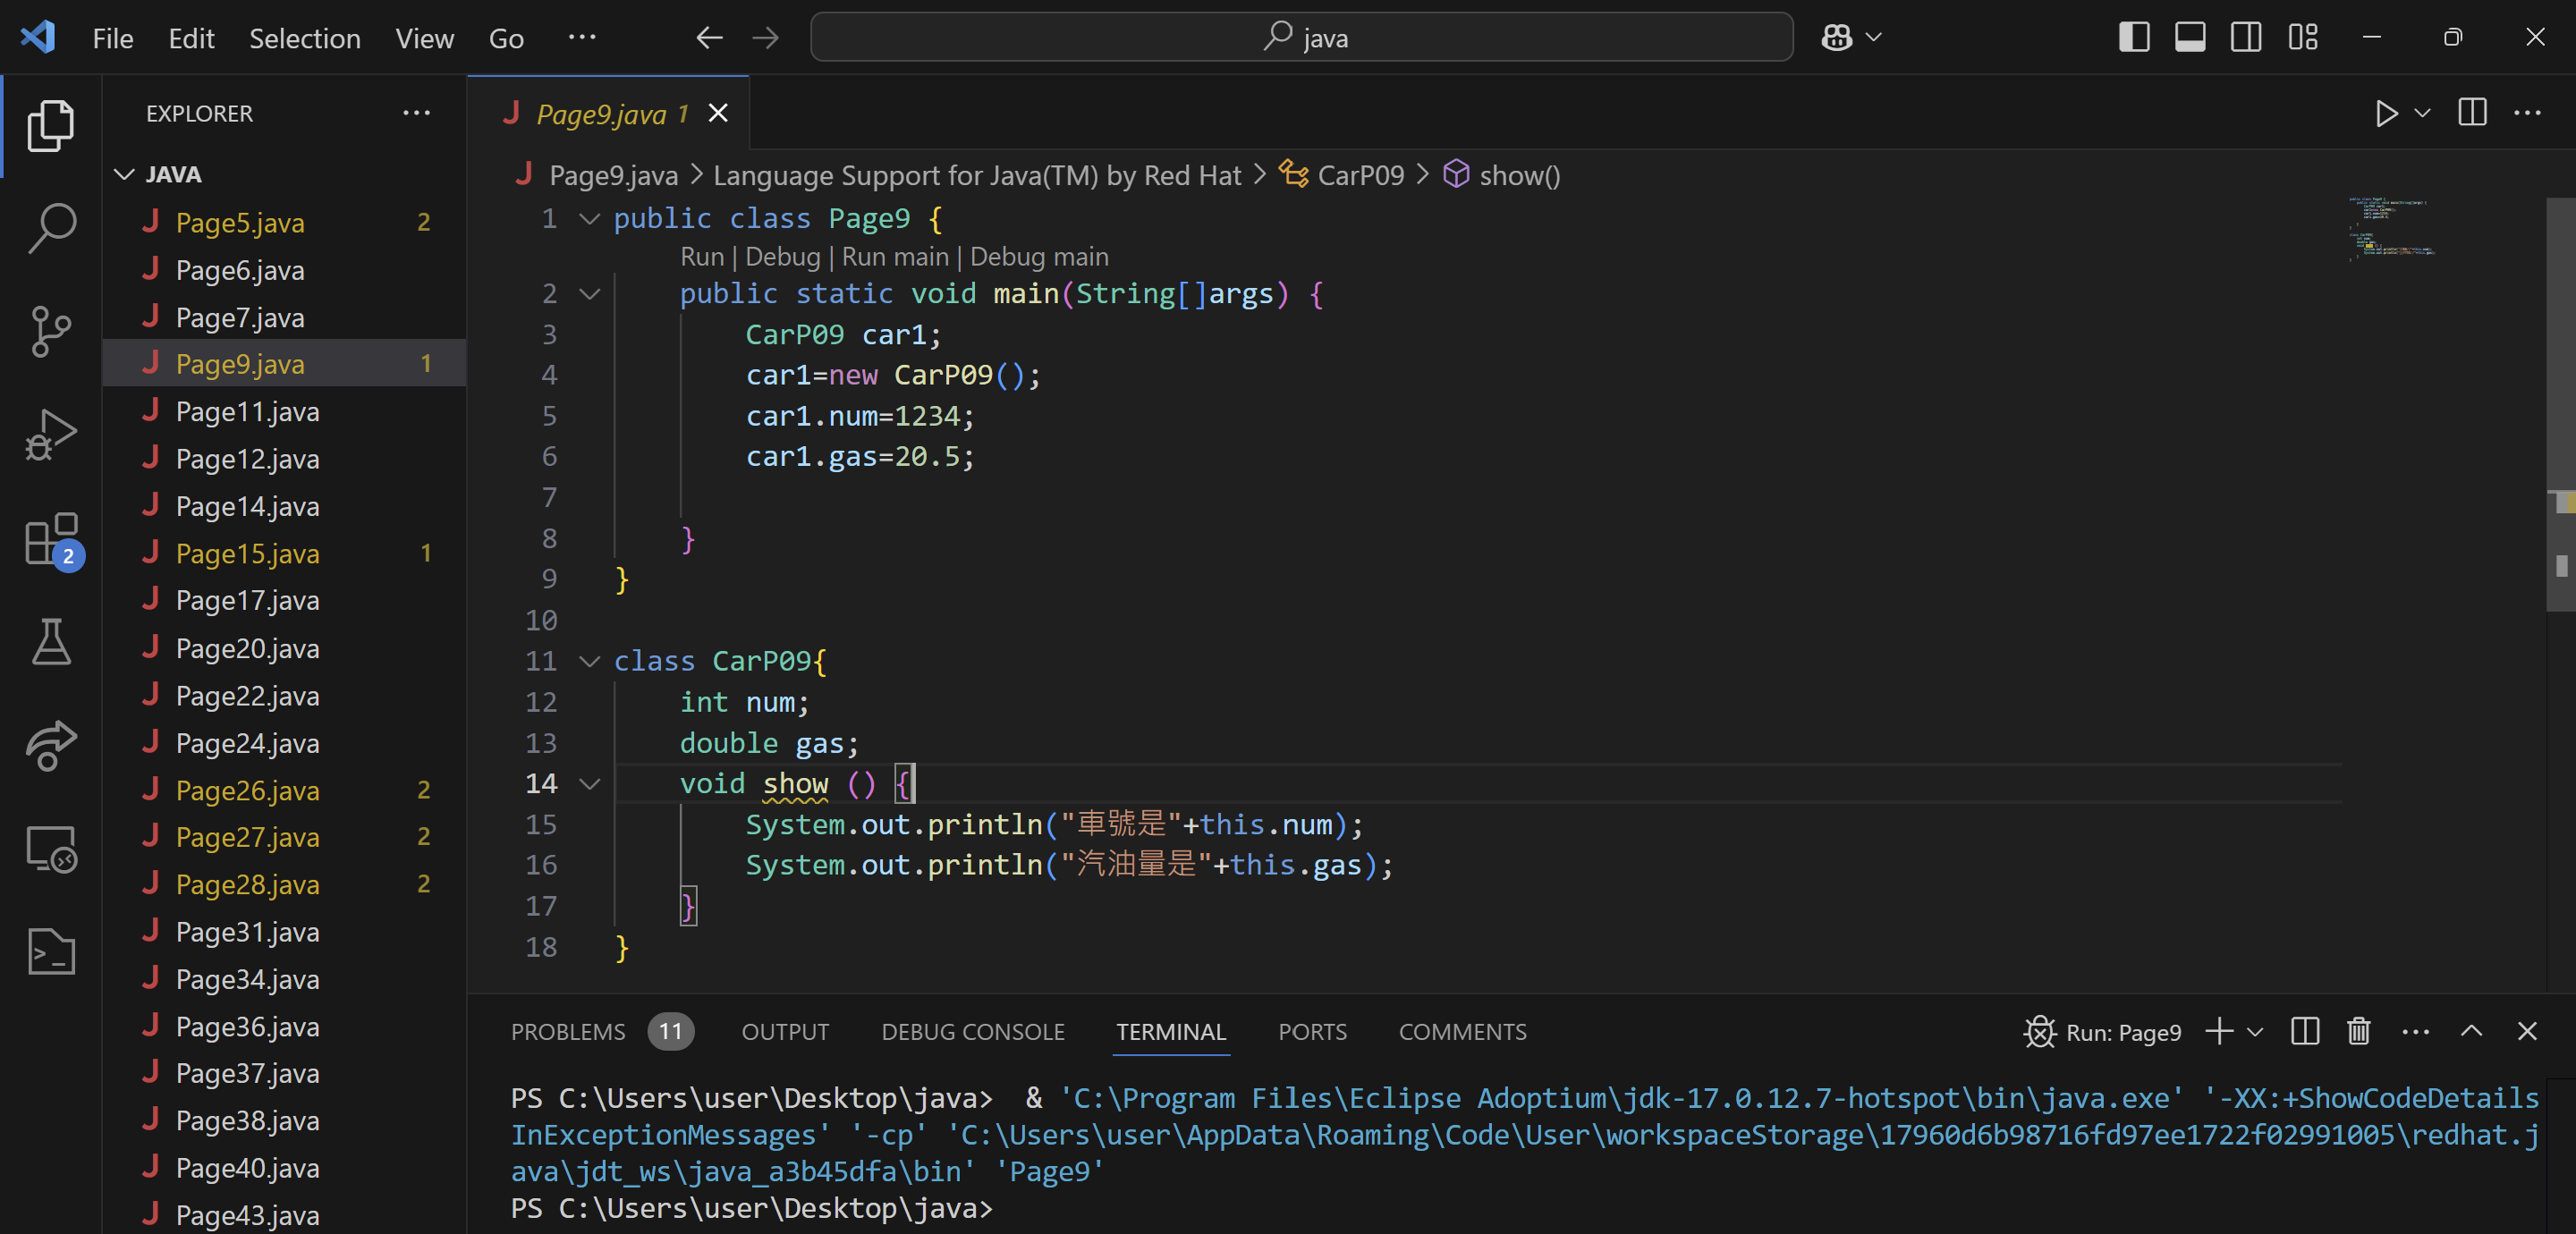 File Edit Selection View Go ··· java
EXPLORER ···
JAVA
Page5.java 2
Page6.java
Page7.java
Page9.java 1
Page11.java
Page12.java
Page14.java
Page15.java 1
Page17.java
Page20.java
Page22.java
Page24.java
Page26.java 2
Page27.java 2
Page28.java 2
Page31.java
Page34.java
Page36.java
Page37.java
Page38.java
Page40.java
Page43.java
2
Page9.java 1
Page9.java > Language Support for Java(TM) by Red Hat > CarP09 > show()
1 public class Page9 {
Run | Debug | Run main | Debug main
2 public static void main(String[]args) {
3 CarP09 car1;
4 car1=new CarP09();
5 car1.num=1234;
6 car1.gas=20.5;
7
8 }
9 }
10
11 class CarP09{
12 int num;
13 double gas;
14 void show () {
15 System.out.println("車號是"+this.num);
16 System.out.println("汽油量是"+this.gas);
17 }
18 }
PROBLEMS 11 OUTPUT DEBUG CONSOLE TERMINAL PORTS COMMENTS Run: Page9
PS C:\Users\user\Desktop\java>  & 'C:\Program Files\Eclipse Adoptium\jdk-17.0.12.7-hotspot\bin\java.exe' '-XX:+ShowCodeDetails
InExceptionMessages' '-cp' 'C:\Users\user\AppData\Roaming\Code\User\workspaceStorage\17960d6b98716fd97ee1722f02991005\redhat.j
ava\jdt_ws\java_a3b45dfa\bin' 'Page9'
PS C:\Users\user\Desktop\java>